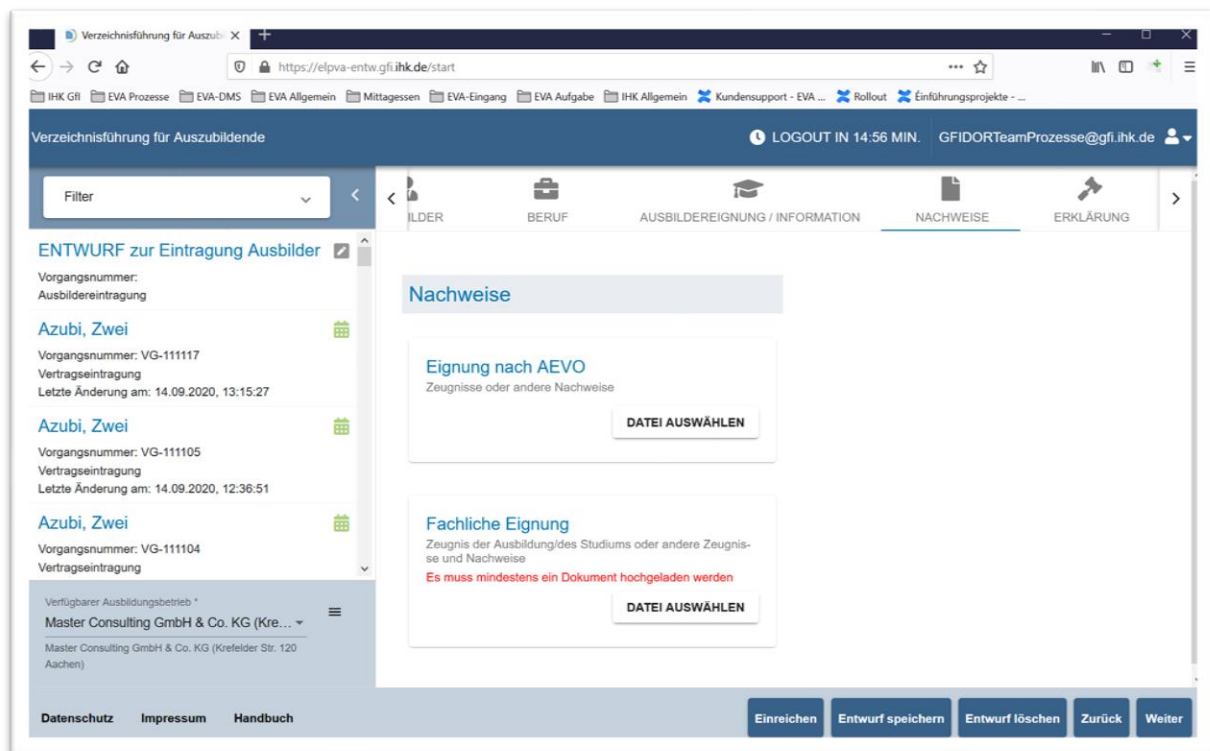 Verzeichnisführung für Auszubi
https://elpva-entw.gfi.ihk.de/start
IHK GfI EVA Prozesse EVA-DMS EVA Allgemein Mittagessen EVA-Eingang EVA Aufgabe IHK Allgemein Kundensupport - EVA ... Rollout Einführungsprojekte - ...
Verzeichnisführung für Auszubildende LOGOUT IN 14:56 MIN. GFIDORTeamProzesse@gfi.ihk.de
Filter
ILDER BERUF AUSBILDEREIGNUNG / INFORMATION NACHWEISE ERKLÄRUNG
ENTWURF zur Eintragung Ausbilder
Vorgangsnummer:
Ausbildereintragung
Azubi, Zwei
Vorgangsnummer: VG-111117
Vertragseintragung
Letzte Änderung am: 14.09.2020, 13:15:27
Azubi, Zwei
Vorgangsnummer: VG-111105
Vertragseintragung
Letzte Änderung am: 14.09.2020, 12:36:51
Azubi, Zwei
Vorgangsnummer: VG-111104
Vertragseintragung
Verfügbarer Ausbildungsbetrieb *
Master Consulting GmbH & Co. KG (Kre...
Master Consulting GmbH & Co. KG (Krefelder Str. 120
Aachen)
Nachweise
Eignung nach AEVO
Zeugnisse oder andere Nachweise
DATEI AUSWÄHLEN
Fachliche Eignung
Zeugnis der Ausbildung/des Studiums oder andere Zeugnis-
se und Nachweise
Es muss mindestens ein Dokument hochgeladen werden
DATEI AUSWÄHLEN
Datenschutz Impressum Handbuch Einreichen Entwurf speichern Entwurf löschen Zurück Weiter